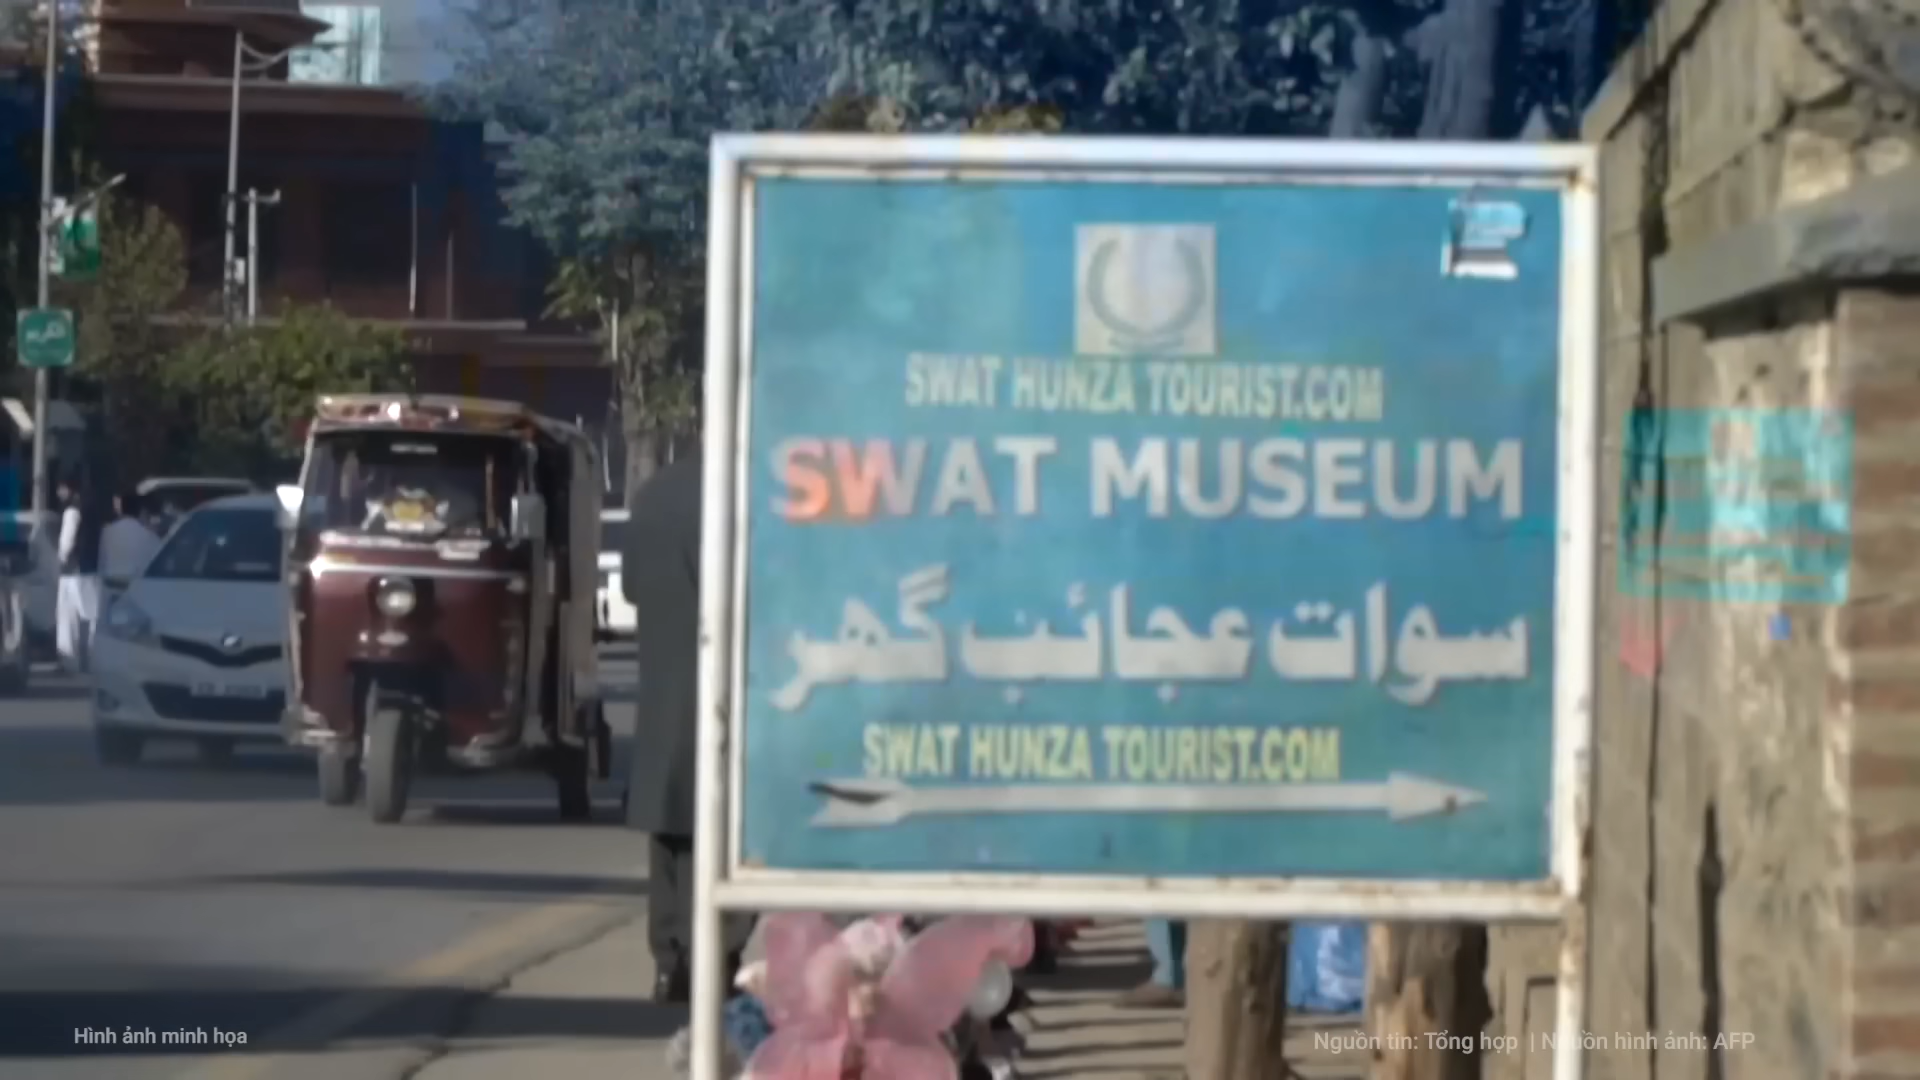 SWAT HUNZA TOURIST.COM
SWAT MUSEUM
سوات عجائب گھر
SWAT HUNZA TOURIST.COM
Hình ảnh minh họa
Nguồn tin: Tổng hợp | Nguồn hình ảnh: AFP